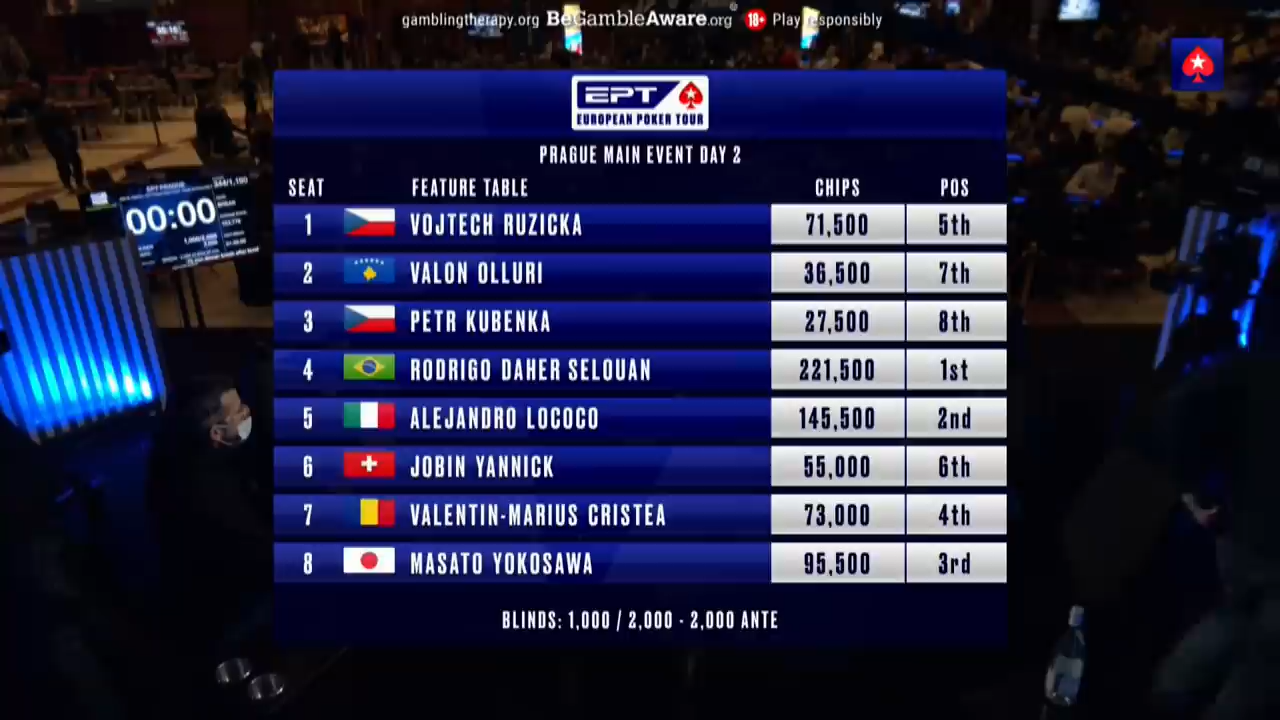 gamblingtherapy.org BeGambleAware.org 18+ Play responsibly
EPT
EUROPEAN POKER TOUR
PRAGUE MAIN EVENT DAY 2
SEAT FEATURE TABLE CHIPS POS
1 VOJTECH RUZICKA 71,500 5th
2 VALON OLLURI 36,500 7th
3 PETR KUBENKA 27,500 8th
4 RODRIGO DAHER SELOUAN 221,500 1st
5 ALEJANDRO LOCOCO 145,500 2nd
6 JOBIN YANNICK 55,000 6th
7 VALENTIN-MARIUS CRISTEA 73,000 4th
8 MASATO YOKOSAWA 95,500 3rd
BLINDS: 1,000 / 2,000 - 2,000 ANTE
EPT PRAGUE
00:00